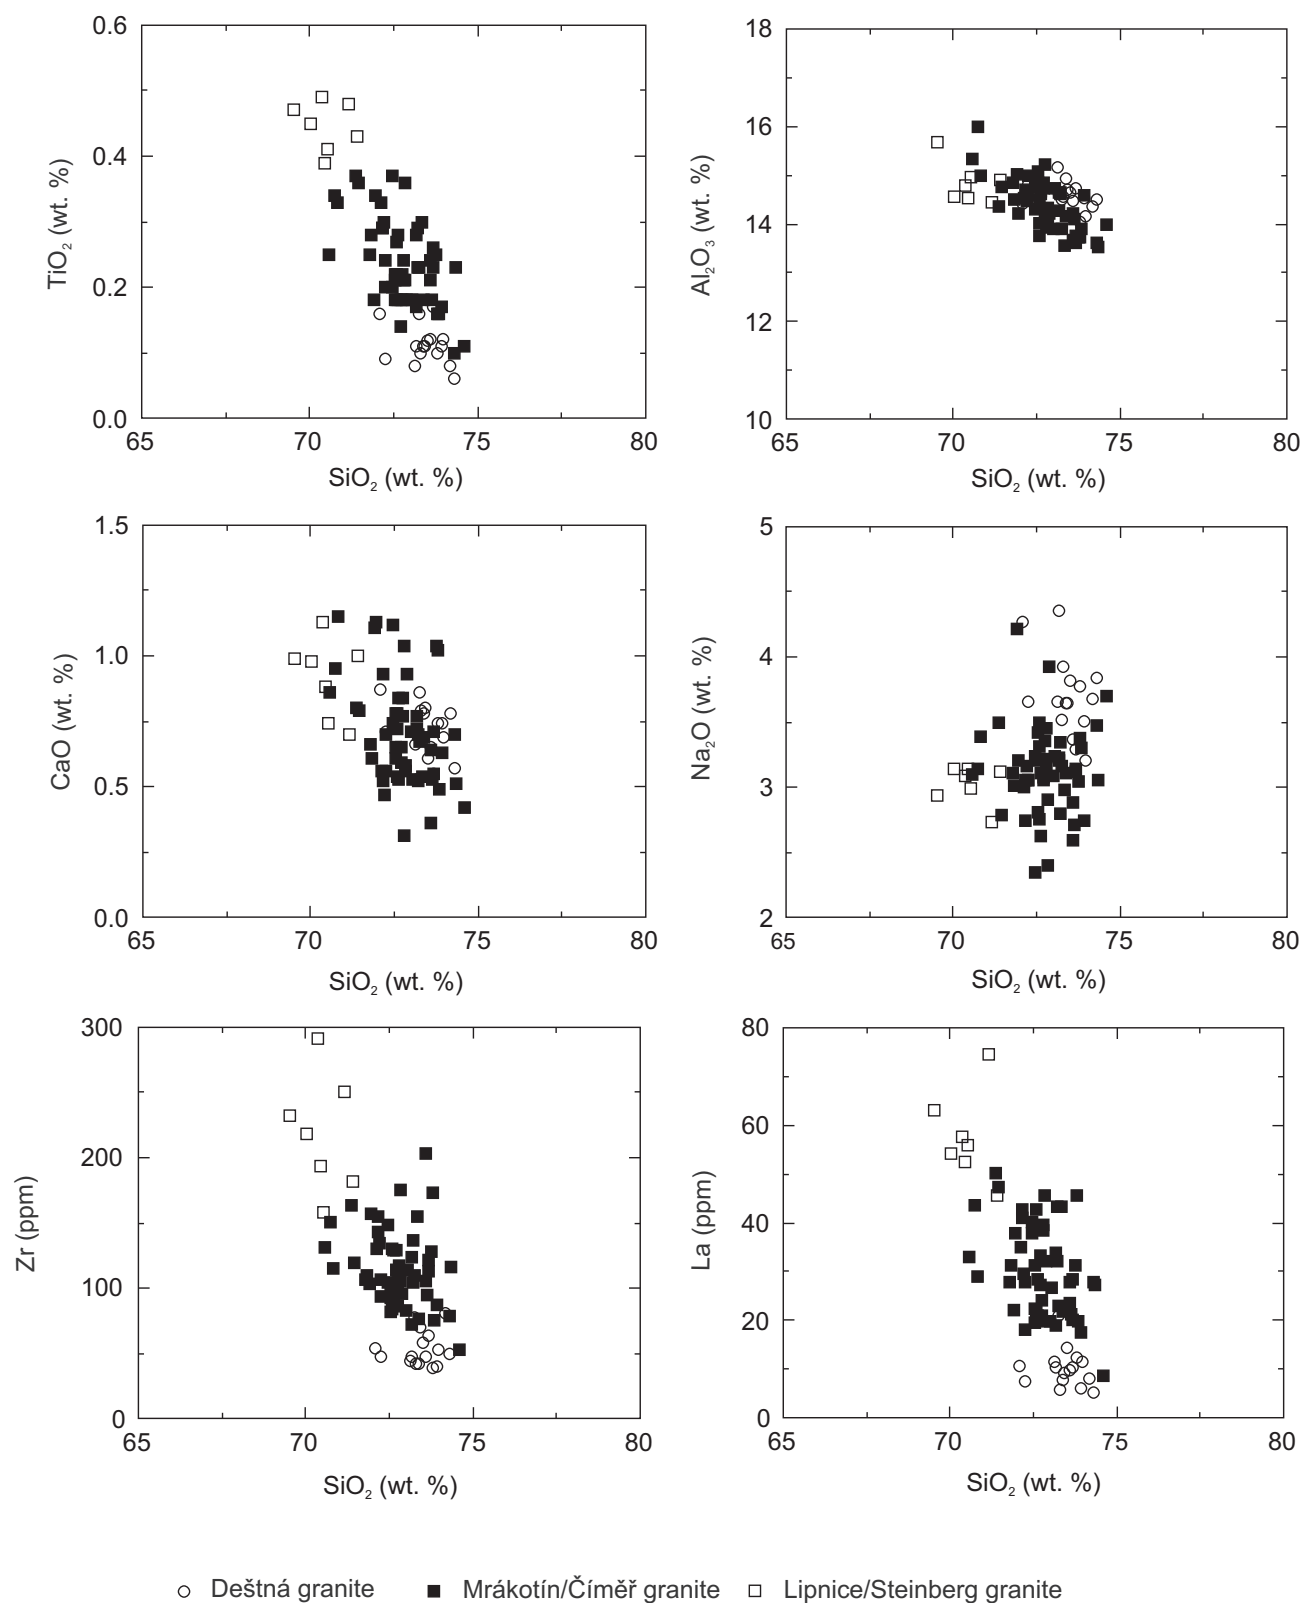 0.6
0.4
0.2
0.0
TiO₂ (wt. %)
65 70 75 80
SiO₂ (wt. %)
18
16
14
12
10
Al₂O₃ (wt. %)
65 70 75 80
SiO₂ (wt. %)
1.5
1.0
0.5
0.0
CaO (wt. %)
65 70 75 80
SiO₂ (wt. %)
5
4
3
2
Na₂O (wt. %)
65 70 75 80
SiO₂ (wt. %)
300
200
100
0
Zr (ppm)
65 70 75 80
SiO₂ (wt. %)
80
60
40
20
0
La (ppm)
65 70 75 80
SiO₂ (wt. %)
Deštná granite Mrákotín/Číměř granite Lipnice/Steinberg granite